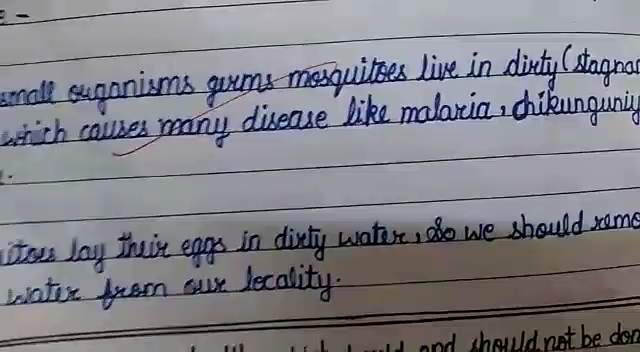 small organisms germs mosquitoes live in dirty (stagna
which causes many disease like malaria, chikunguniy
itoes lay their eggs in dirty water, so we should remo
water from our locality.
and should not be don